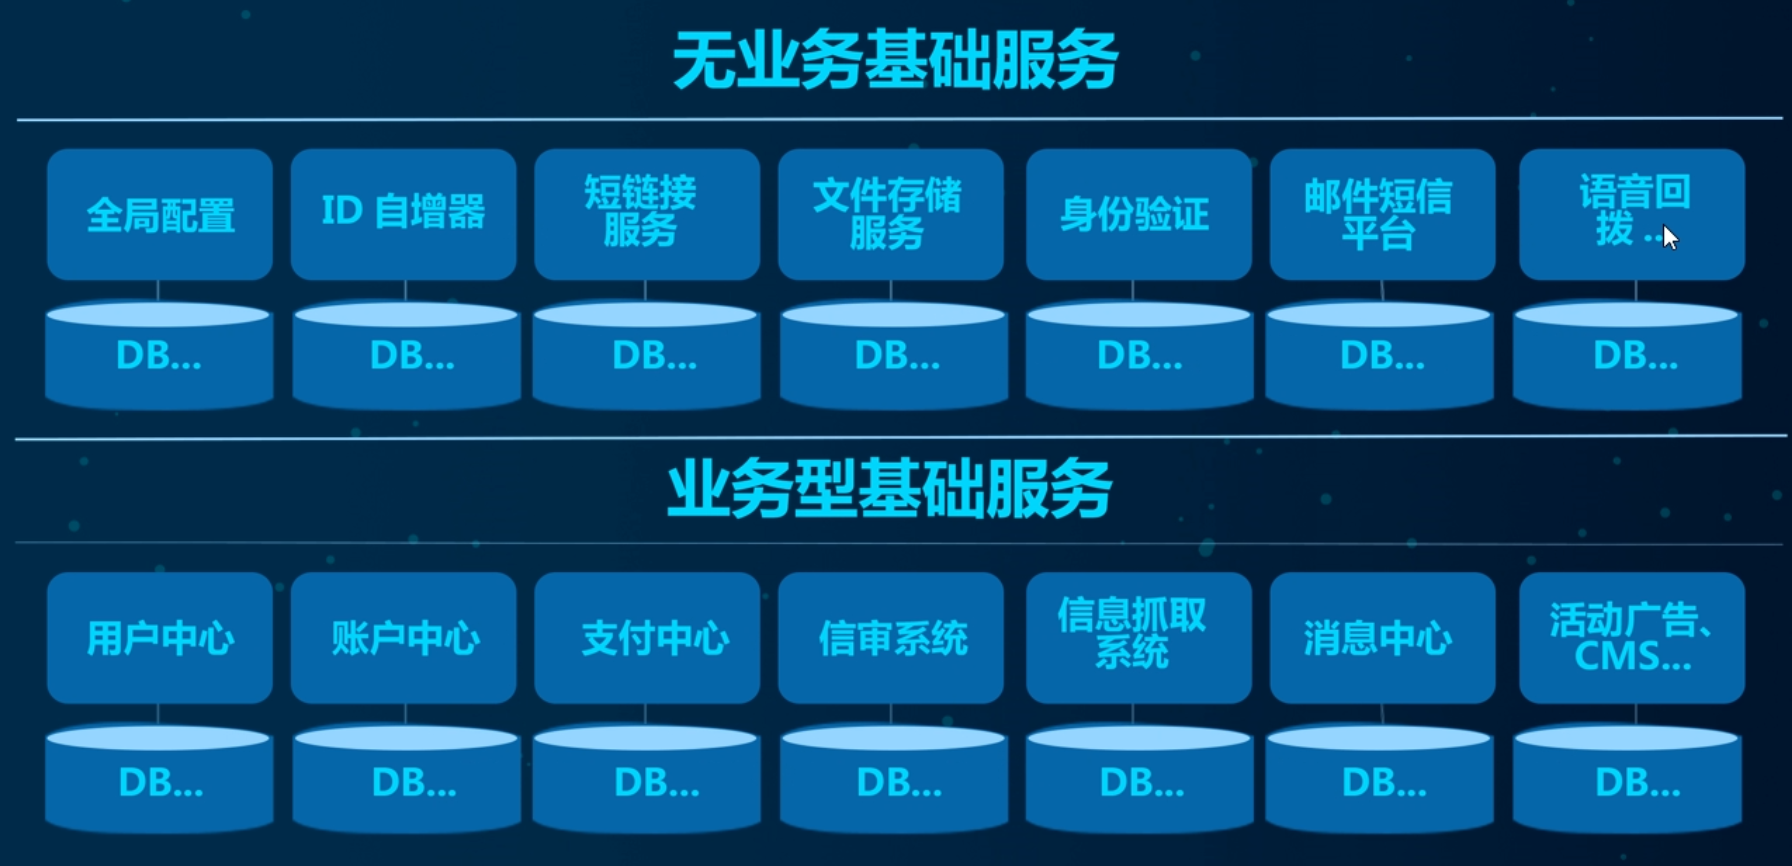 无业务基础服务
全局配置
ID 自增器
短链接
服务
文件存储
服务
身份验证
邮件短信
平台
语音回
拨 ...
DB...
DB...
DB...
DB...
DB...
DB...
DB...
业务型基础服务
用户中心
账户中心
支付中心
信审系统
信息抓取
系统
消息中心
活动广告、
CMS...
DB...
DB...
DB...
DB...
DB...
DB...
DB...